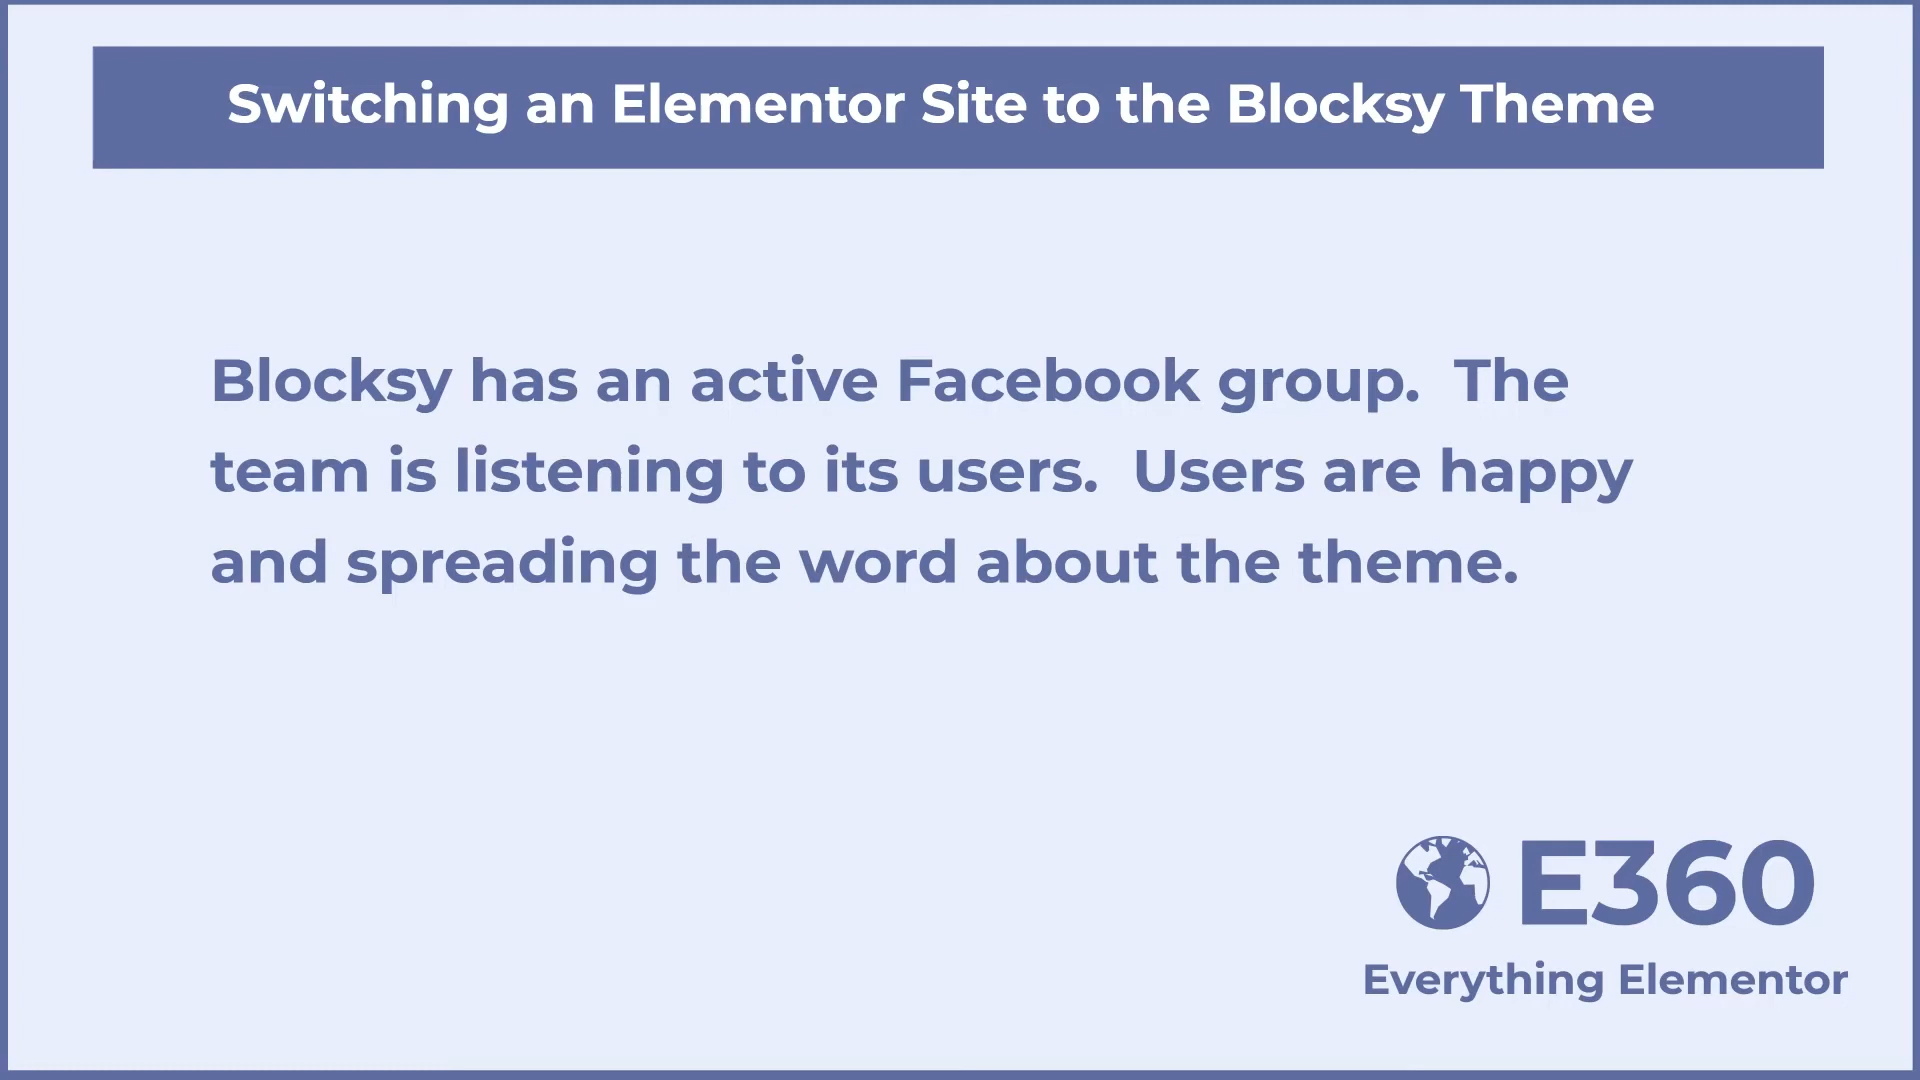 Switching an Elementor Site to the Blocksy Theme
Blocksy has an active Facebook group.  The
team is listening to its users.  Users are happy
and spreading the word about the theme.
E360
Everything Elementor